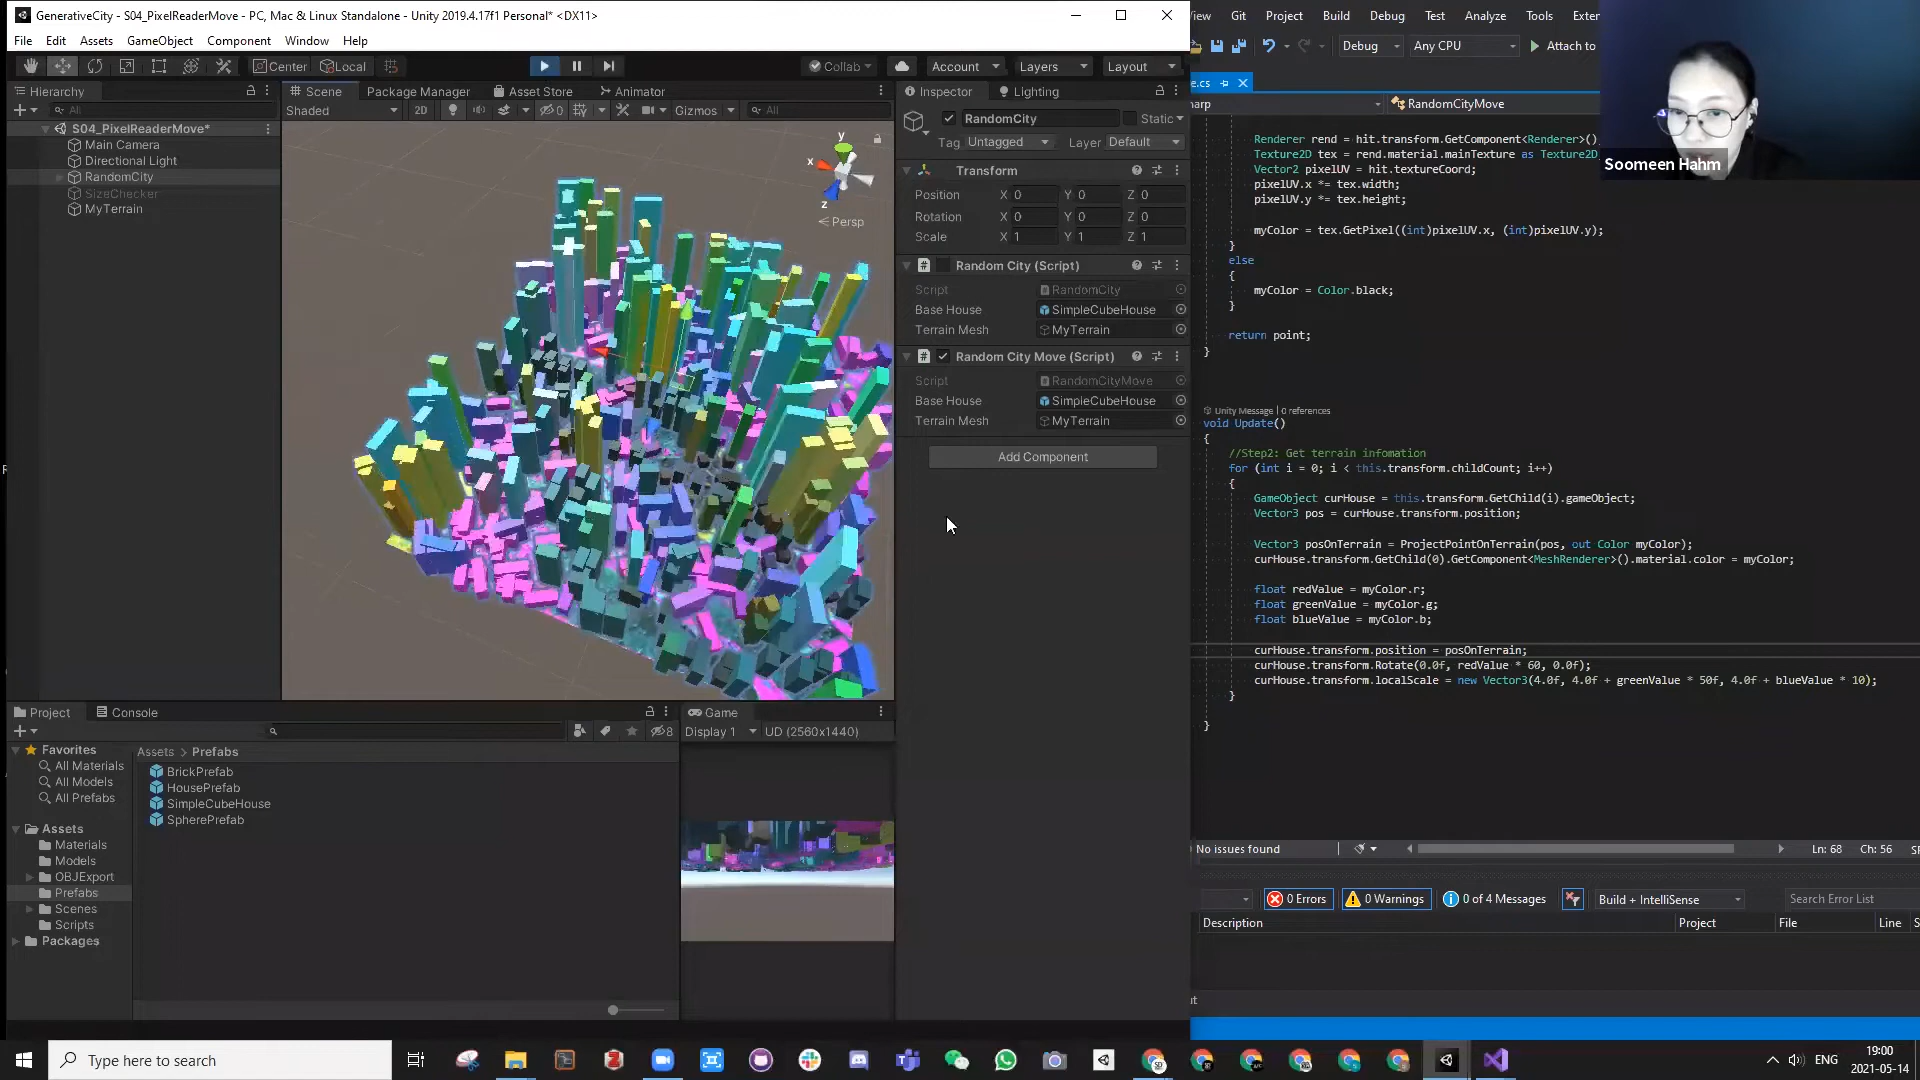 GenerativeCity - S04_PixelReaderMove - PC, Mac & Linux Standalone - Unity 2019.4.17f1 Personal* <DX11>
File Edit Assets GameObject Component Window Help
Center Local Collab Account Layers Layout
Hierarchy
All
S04_PixelReaderMove*
Main Camera
Directional Light
RandomCity
SizeChecker
MyTerrain
Scene Package Manager Asset Store Animator
Shaded 2D 0 Gizmos All
y
x
z
Persp
Inspector Lighting
RandomCity Static
Tag Untagged Layer Default
Transform
Position X 0 Y 0 Z 0
Rotation X 0 Y 0 Z 0
Scale X 1 Y 1 Z 1
Random City (Script)
Script RandomCity
Base House SimpleCubeHouse
Terrain Mesh MyTerrain
Random City Move (Script)
Script RandomCityMove
Base House SimpleCubeHouse
Terrain Mesh MyTerrain
Add Component
Project Console
8
Favorites
All Materials
All Models
All Prefabs
Assets
Materials
Models
OBJExport
Prefabs
Scenes
Scripts
Packages
Assets > Prefabs
BrickPrefab
HousePrefab
SimpleCubeHouse
SpherePrefab
Game
Display 1 UD (2560x1440)
View Git Project Build Debug Test Analyze Tools Exten
Debug Any CPU Attach to
e.cs
harp RandomCityMove
Renderer rend = hit.transform.GetComponent<Renderer>();
Texture2D tex = rend.material.mainTexture as Texture2D
Vector2 pixelUV = hit.textureCoord;
pixelUV.x *= tex.width;
pixelUV.y *= tex.height;
myColor = tex.GetPixel((int)pixelUV.x, (int)pixelUV.y);
}
else
{
myColor = Color.black;
}
return point;
}
Unity Message | 0 references
void Update()
{
//Step2: Get terrain infomation
for (int i = 0; i < this.transform.childCount; i++)
{
GameObject curHouse = this.transform.GetChild(i).gameObject;
Vector3 pos = curHouse.transform.position;
Vector3 posOnTerrain = ProjectPointOnTerrain(pos, out Color myColor);
curHouse.transform.GetChild(0).GetComponent<MeshRenderer>().material.color = myColor;
float redValue = myColor.r;
float greenValue = myColor.g;
float blueValue = myColor.b;
curHouse.transform.position = posOnTerrain;
curHouse.transform.Rotate(0.0f, redValue * 60, 0.0f);
curHouse.transform.localScale = new Vector3(4.0f, 4.0f + greenValue * 50f, 4.0f + blueValue * 10);
}
}
No issues found Ln: 68 Ch: 56 SP
0 Errors 0 Warnings 0 of 4 Messages Build + IntelliSense Search Error List
Description Project File Line S
ut
Soomeen Hahm
Type here to search
ENG
19:00
2021-05-14